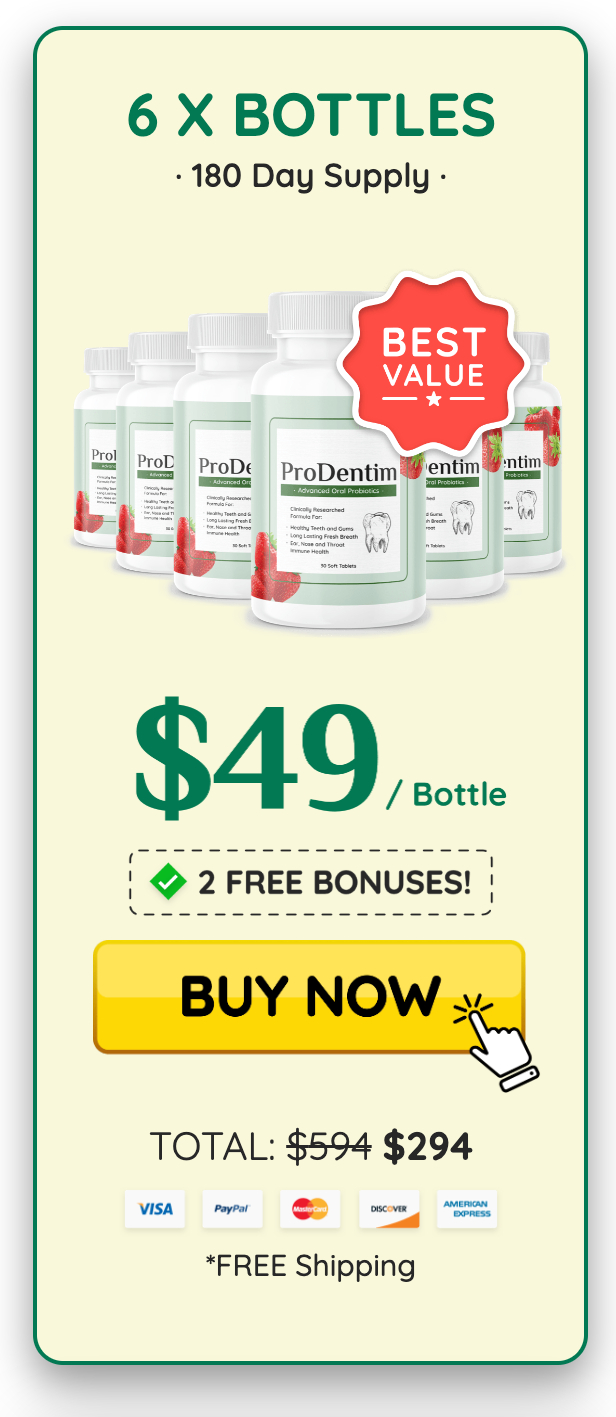 6 X BOTTLES
· 180 Day Supply ·
BEST
VALUE
ProDentim
· Advanced Oral Probiotics ·
Clinically Researched
Formula For:
· Healthy Teeth and Gums
· Long Lasting Fresh Breath
· Ear, Nose and Throat
Immune Health
30 Soft Tablets
$49 / Bottle
2 FREE BONUSES!
BUY NOW
TOTAL: $594 $294
VISA PayPal MasterCard DISCOVER AMERICAN EXPRESS
*FREE Shipping